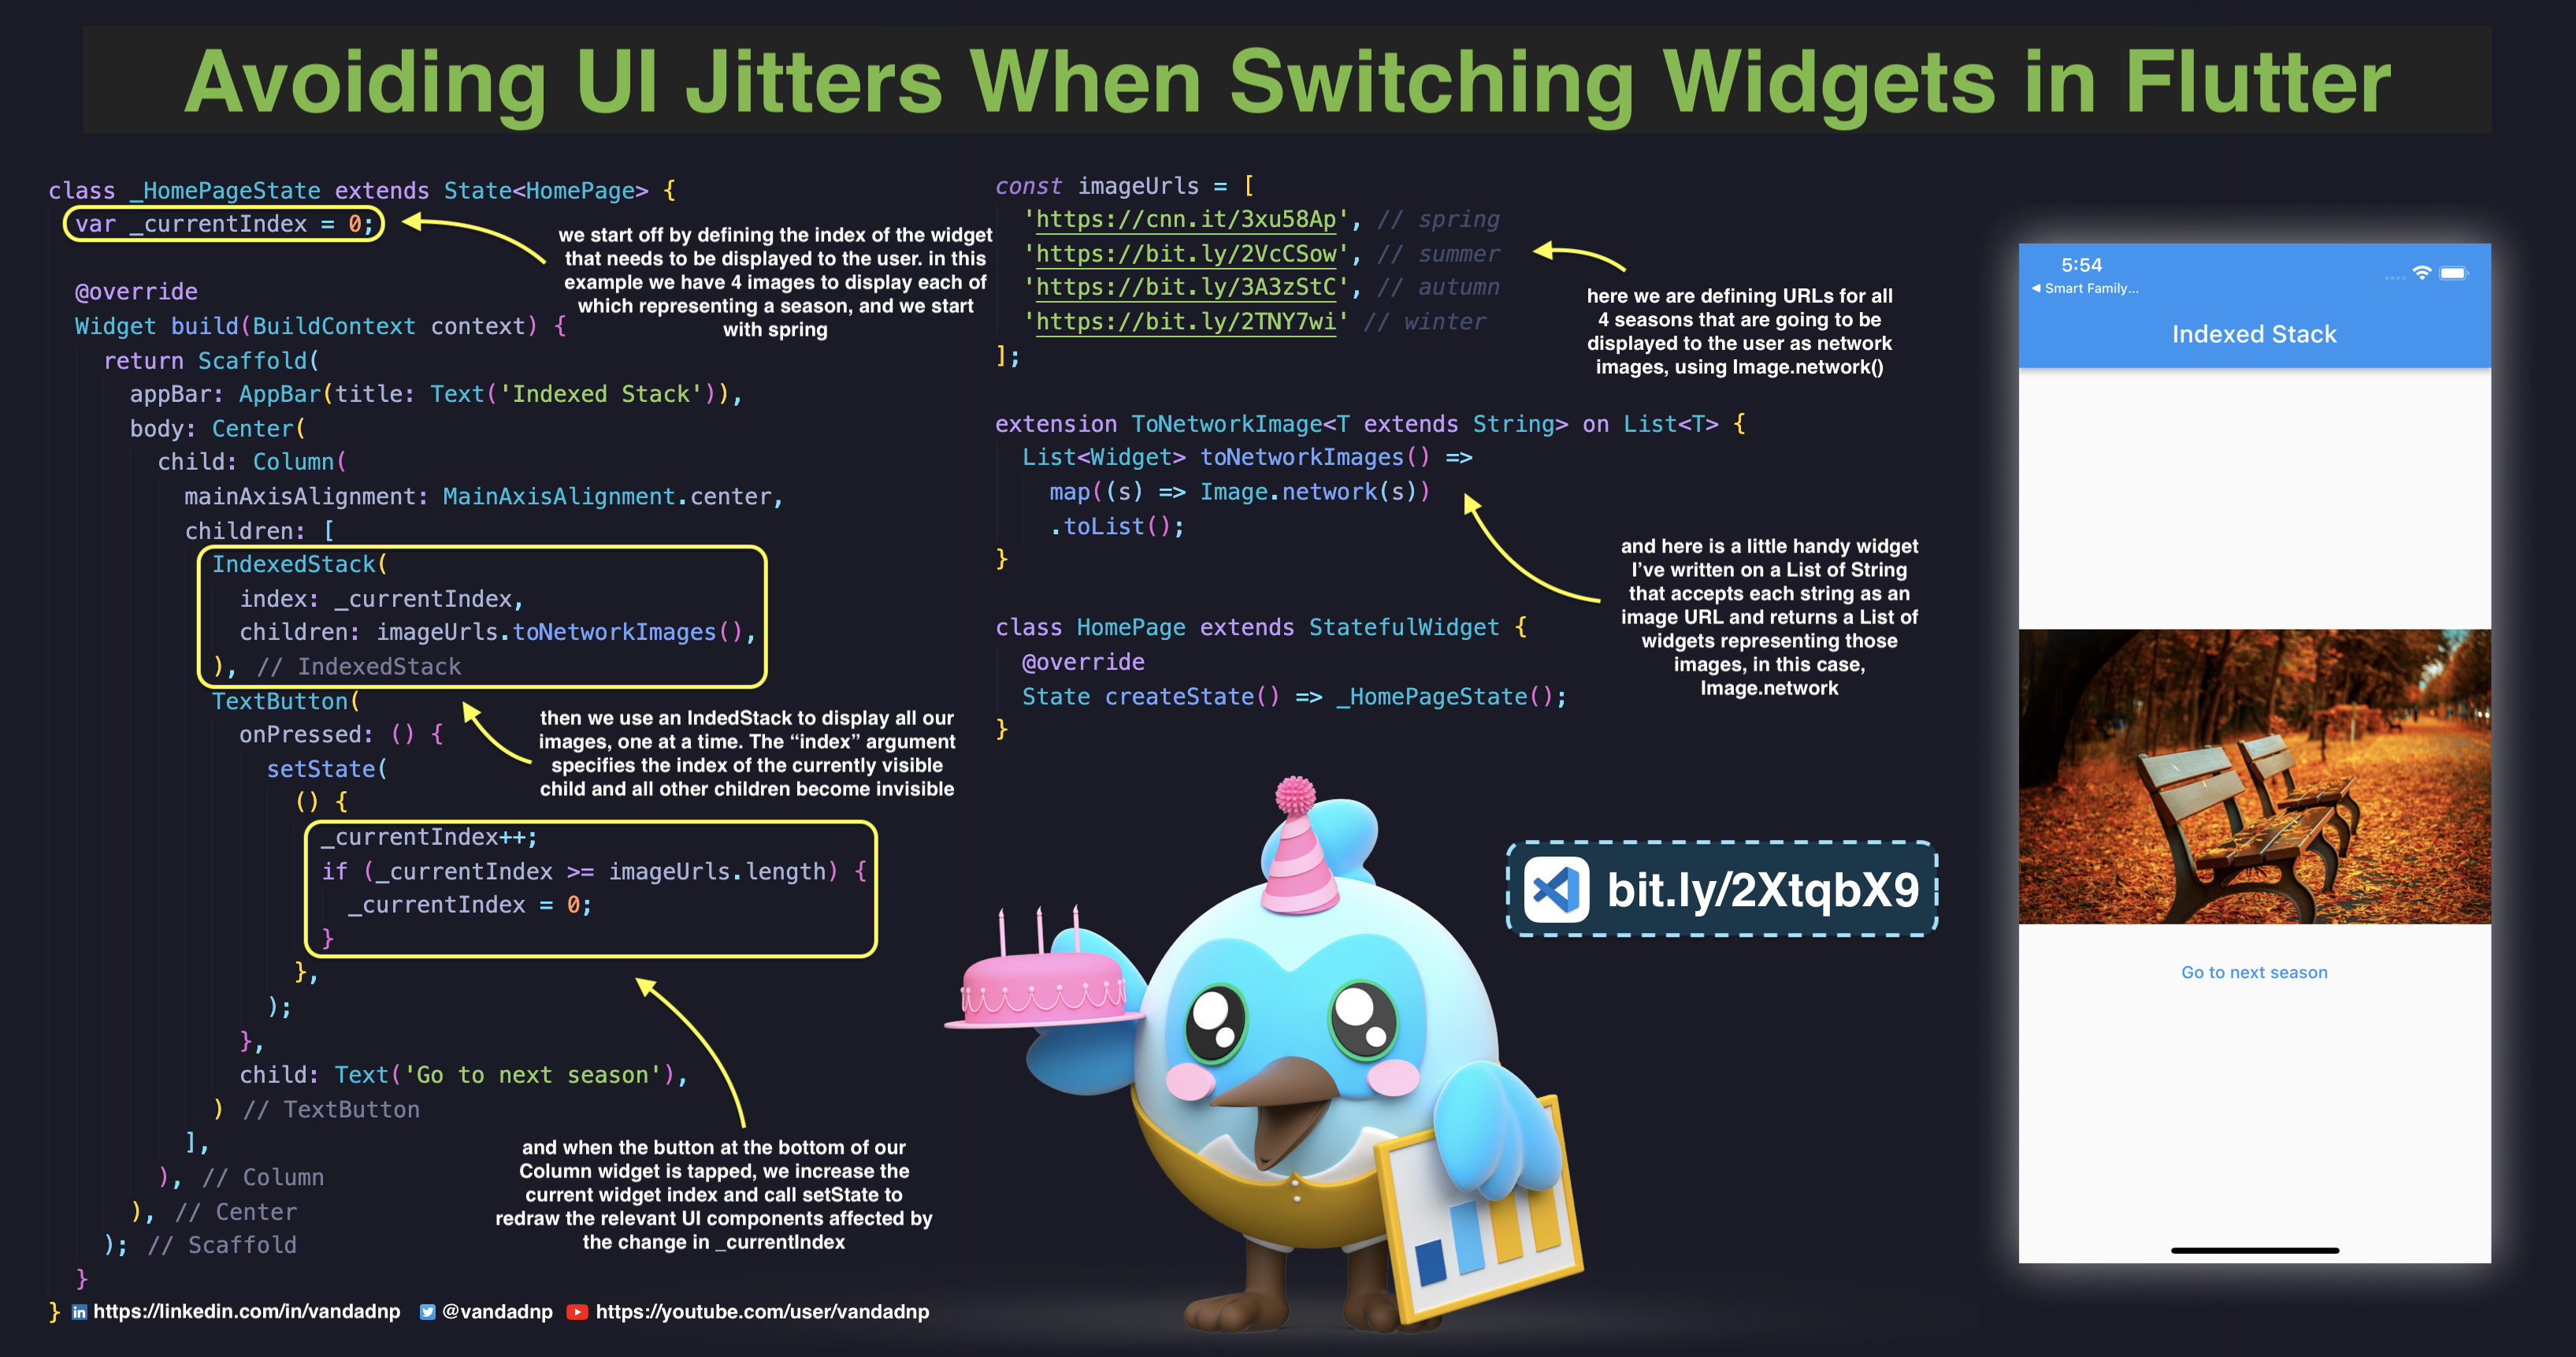 Avoiding UI Jitters When Switching Widgets in Flutter
class _HomePageState extends State<HomePage> {
var _currentIndex = 0;
we start off by defining the index of the widget
that needs to be displayed to the user. in this
example we have 4 images to display each of
which representing a season, and we start
with spring
@override
Widget build(BuildContext context) {
return Scaffold(
appBar: AppBar(title: Text('Indexed Stack')),
body: Center(
child: Column(
mainAxisAlignment: MainAxisAlignment.center,
children: [
IndexedStack(
index: _currentIndex,
children: imageUrls.toNetworkImages(),
), // IndexedStack
TextButton(
onPressed: () {
setState(
() {
then we use an IndedStack to display all our
images, one at a time. The “index” argument
specifies the index of the currently visible
child and all other children become invisible
_currentIndex++;
if (_currentIndex >= imageUrls.length) {
_currentIndex = 0;
}
},
);
},
child: Text('Go to next season'),
) // TextButton
],
), // Column
), // Center
); // Scaffold
}
}
and when the button at the bottom of our
Column widget is tapped, we increase the
current widget index and call setState to
redraw the relevant UI components affected by
the change in _currentIndex
in https://linkedin.com/in/vandadnp @vandadnp https://youtube.com/user/vandadnp
const imageUrls = [
'https://cnn.it/3xu58Ap', // spring
'https://bit.ly/2VcCSow', // summer
'https://bit.ly/3A3zStC', // autumn
'https://bit.ly/2TNY7wi' // winter
];
here we are defining URLs for all
4 seasons that are going to be
displayed to the user as network
images, using Image.network()
extension ToNetworkImage<T extends String> on List<T> {
List<Widget> toNetworkImages() =>
map((s) => Image.network(s))
.toList();
}
and here is a little handy widget
I’ve written on a List of String
that accepts each string as an
image URL and returns a List of
widgets representing those
images, in this case,
Image.network
class HomePage extends StatefulWidget {
@override
State createState() => _HomePageState();
}
bit.ly/2XtqbX9
5:54
◀ Smart Family...
Indexed Stack
Go to next season